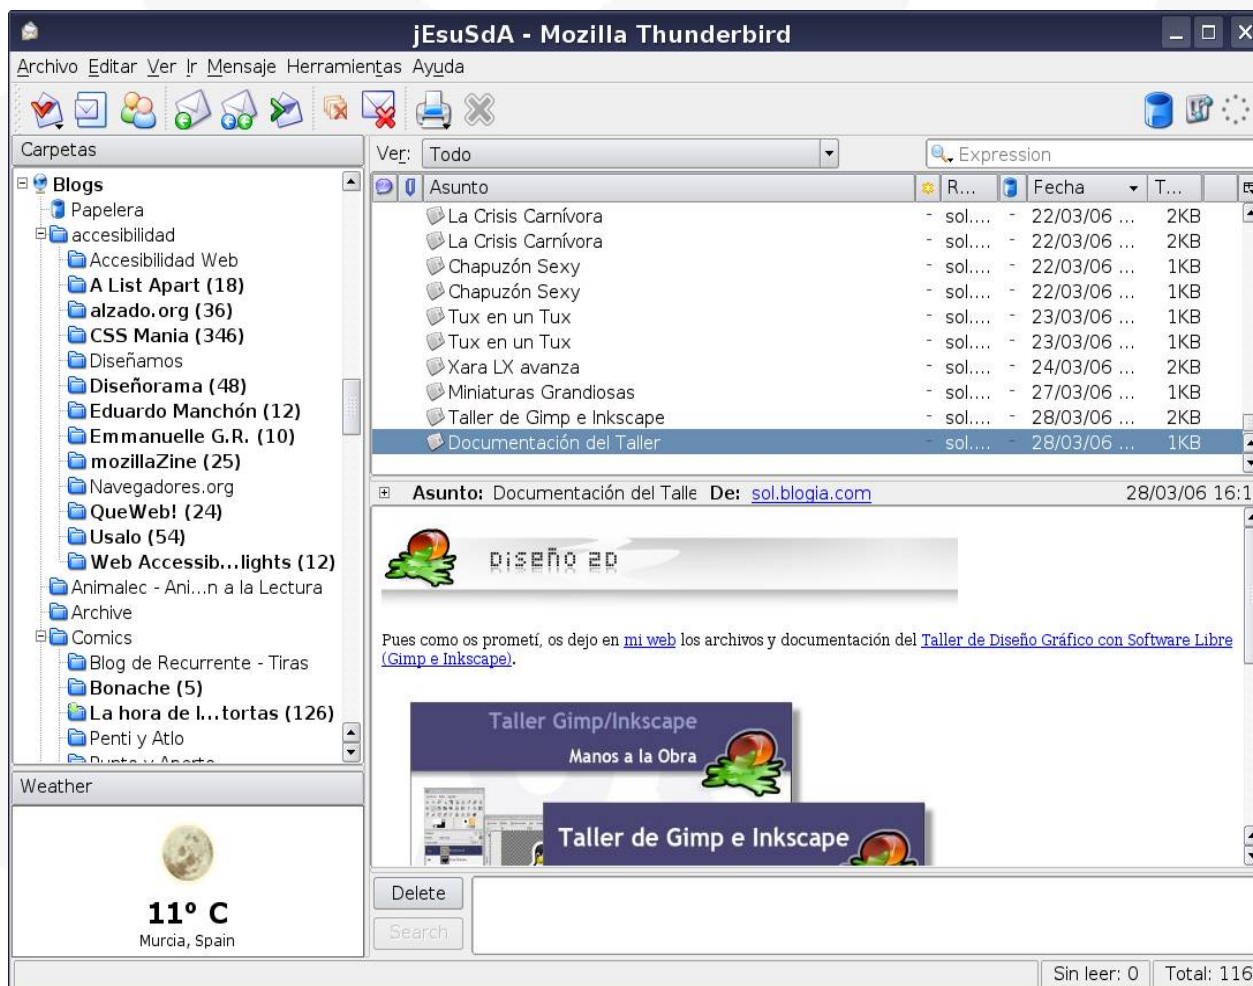 jEsuSdA - Mozilla Thunderbird
Archivo Editar Ver Ir Mensaje Herramientas Ayuda
Carpetas
Ver: Todo
Expression
Blogs
Papelera
accesibilidad
Accesibilidad Web
A List Apart (18)
alzado.org (36)
CSS Mania (346)
Diseñamos
Diseñorama (48)
Eduardo Manchón (12)
Emmanuelle G.R. (10)
mozillaZine (25)
Navegadores.org
QueWeb! (24)
Usalo (54)
Web Accessib...lights (12)
Animalec - Ani...n a la Lectura
Archive
Comics
Blog de Recurrente - Tiras
Bonache (5)
La hora de l...tortas (126)
Penti y Atlo
Punto y Aparte
Weather
11º C
Murcia, Spain
Asunto R... Fecha T...
La Crisis Carnívora - sol.... - 22/03/06 ... 2KB
La Crisis Carnívora - sol.... - 22/03/06 ... 2KB
Chapuzón Sexy - sol.... - 22/03/06 ... 1KB
Chapuzón Sexy - sol.... - 22/03/06 ... 1KB
Tux en un Tux - sol.... - 23/03/06 ... 1KB
Tux en un Tux - sol.... - 23/03/06 ... 1KB
Xara LX avanza - sol.... - 24/03/06 ... 2KB
Miniaturas Grandiosas - sol.... - 27/03/06 ... 1KB
Taller de Gimp e Inkscape - sol.... - 28/03/06 ... 2KB
Documentación del Taller - sol.... - 28/03/06 ... 1KB
Asunto: Documentación del Talle De: sol.blogia.com 28/03/06 16:1
Diseño 2D
Pues como os prometí, os dejo en mi web los archivos y documentación del Taller de Diseño Gráfico con Software Libre
(Gimp e Inkscape).
Taller Gimp/Inkscape
Manos a la Obra
Taller de Gimp e Inkscape
Delete
Search
Sin leer: 0 Total: 116